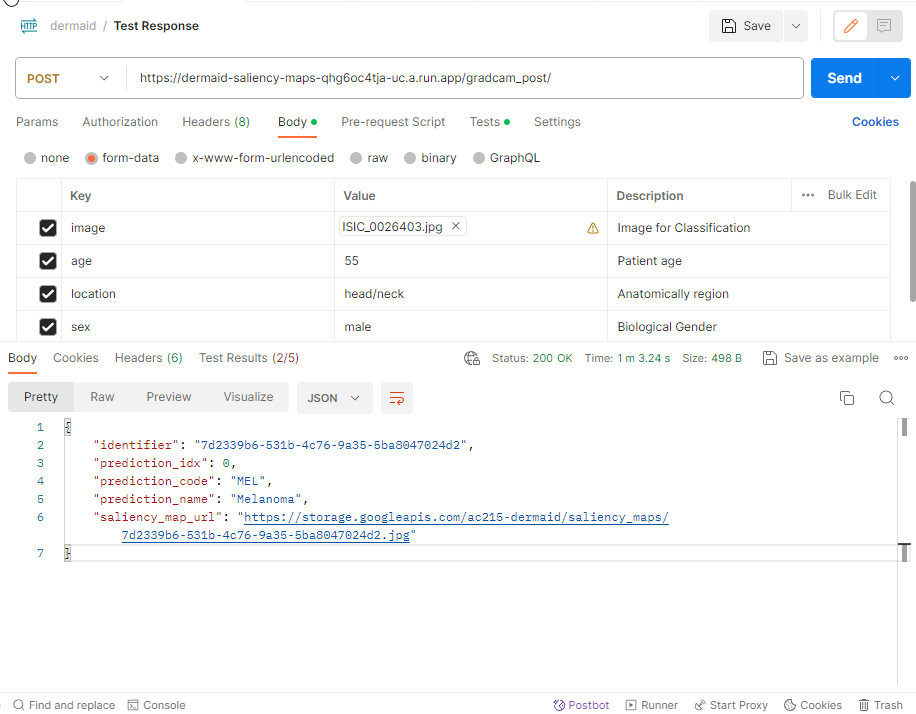 HTTP dermaid / Test Response Save
POST https://dermaid-saliency-maps-qhg6oc4tja-uc.a.run.app/gradcam_post/ Send
Params Authorization Headers (8) Body Pre-request Script Tests Settings Cookies
none form-data x-www-form-urlencoded raw binary GraphQL
Key Value Description ••• Bulk Edit
image ISIC_0026403.jpg × Image for Classification
age 55 Patient age
location head/neck Anatomically region
sex male Biological Gender
Body Cookies Headers (6) Test Results (2/5) Status: 200 OK Time: 1 m 3.24 s Size: 498 B Save as example
Pretty Raw Preview Visualize JSON
1 {
2 "identifier": "7d2339b6-531b-4c76-9a35-5ba8047024d2",
3 "prediction_idx": 0,
4 "prediction_code": "MEL",
5 "prediction_name": "Melanoma",
6 "saliency_map_url": "https://storage.googleapis.com/ac215-dermaid/saliency_maps/
7d2339b6-531b-4c76-9a35-5ba8047024d2.jpg"
7 }
Find and replace Console Postbot Runner Start Proxy Cookies Trash